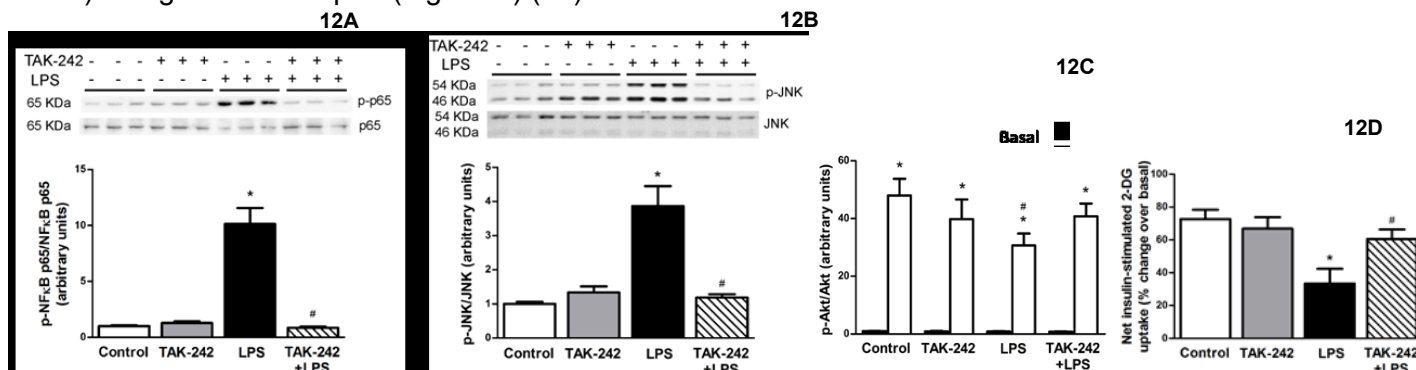 12A
TAK-242 - - - + + + - - - + + +
LPS - - - - - - + + + + + +
65 KDa p-p65
65 KDa p65
p-NFκB p65/NFκB p65
(arbitrary units)
15
10
5
0
*
#
Control TAK-242 LPS TAK-242
+LPS
12B
TAK-242 - - - + + + - - - + + +
LPS - - - - - - + + + + + +
54 KDa
46 KDa
p-JNK
54 KDa
46 KDa
JNK
p-JNK/JNK (arbitrary units)
5
4
3
2
1
0
*
#
Control TAK-242 LPS TAK-242
+LPS
12C
Basal
p-Akt/Akt (arbitrary units)
60
40
20
0
*
*
#
*
*
Control TAK-242 LPS TAK-242
+LPS
12D
Net insulin-stimulated 2-DG
uptake (% change over basal)
100
80
60
40
20
0
*
#
Control TAK-242 LPS TAK-242
+LPS